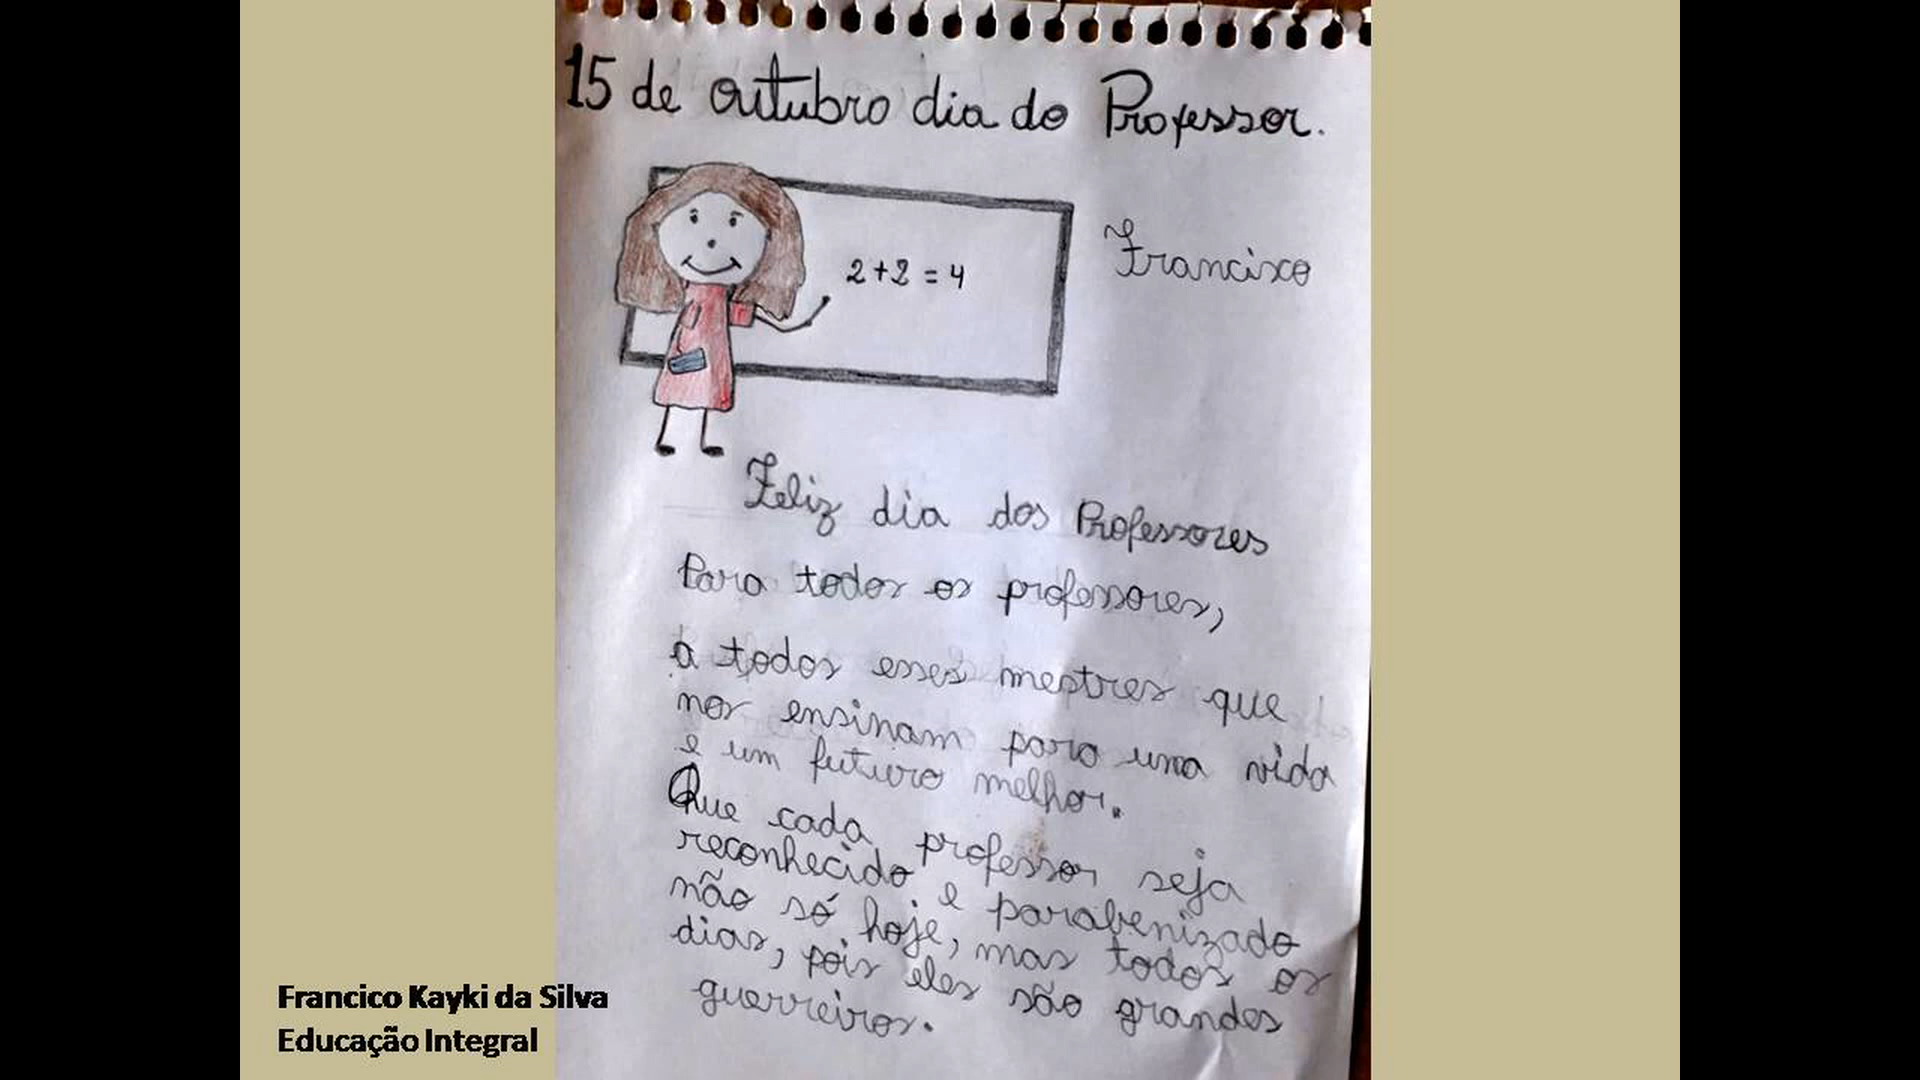 15 de outubro dia do Professor.
2+2=4
Francisco
Feliz dia dos Professores
Para todos os professores,
a todos esses mestres que
nos ensinam para uma vida
e um futuro melhor.
Que cada professor seja
reconhecido e parabenizado
não só hoje, mas todos os
dias, pois eles são grandes
guerreiros.
Francico Kayki da Silva
Educação Integral